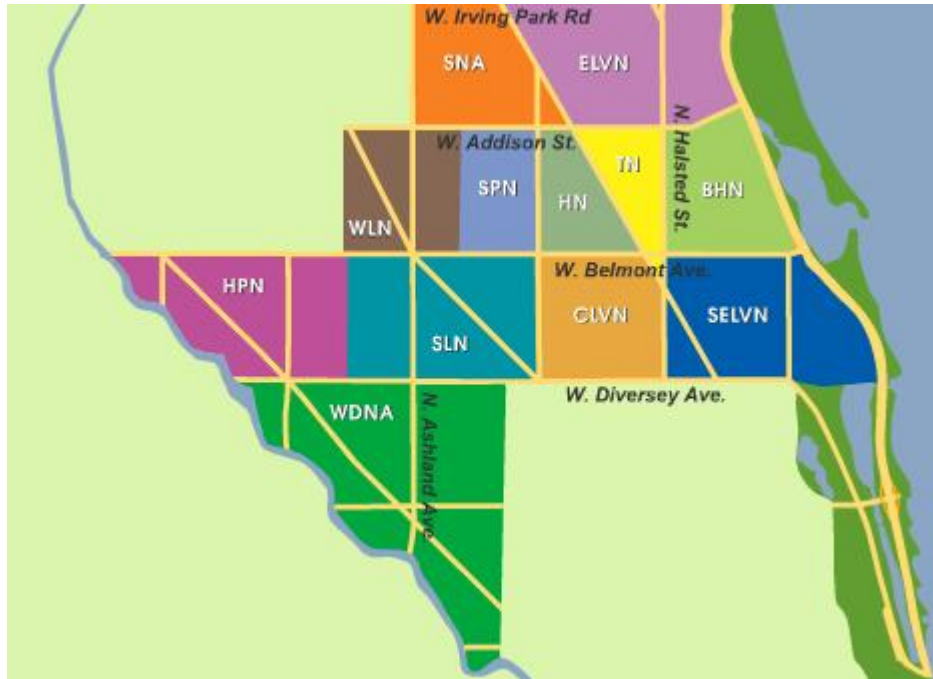 W. Irving Park Rd
SNA
ELVN
N. Halsted St.
W. Addison St.
SPN
HN
TN
BHN
WLN
W. Belmont Ave.
HPN
SLN
CLVN
SELVN
W. Diversey Ave.
WDNA
N. Ashland Ave.